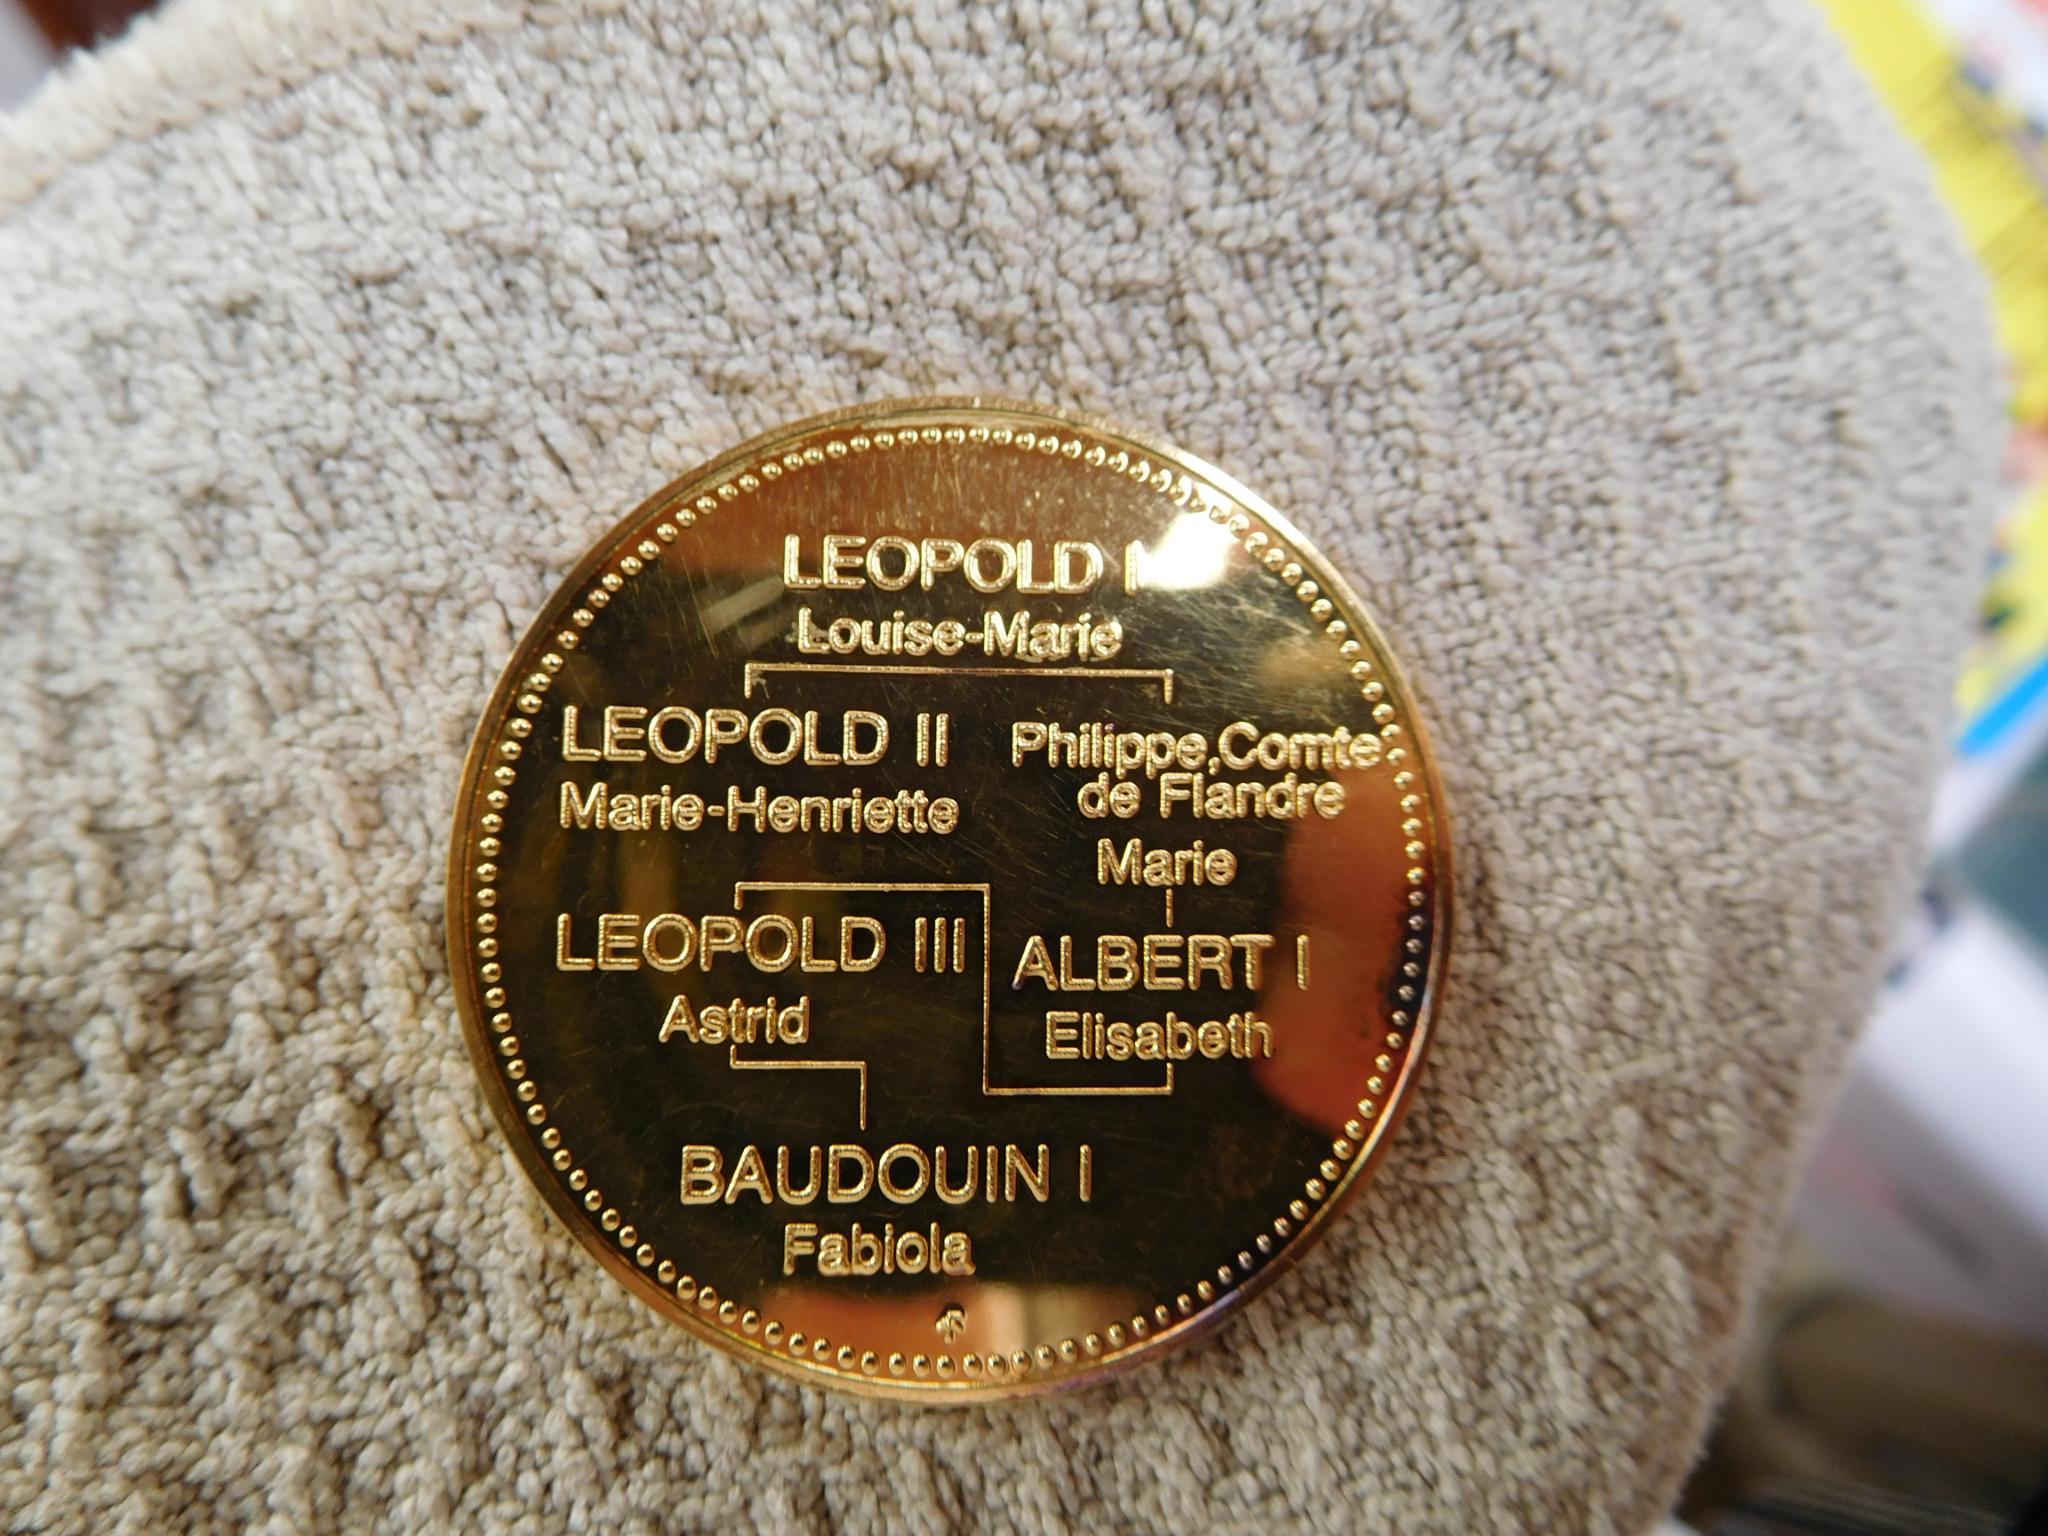 LEOPOLD I
Louise-Marie
LEOPOLD II
Marie-Henriette
Philippe,Comte
de Flandre
Marie
LEOPOLD III
Astrid
ALBERT I
Elisabeth
BAUDOUIN I
Fabiola